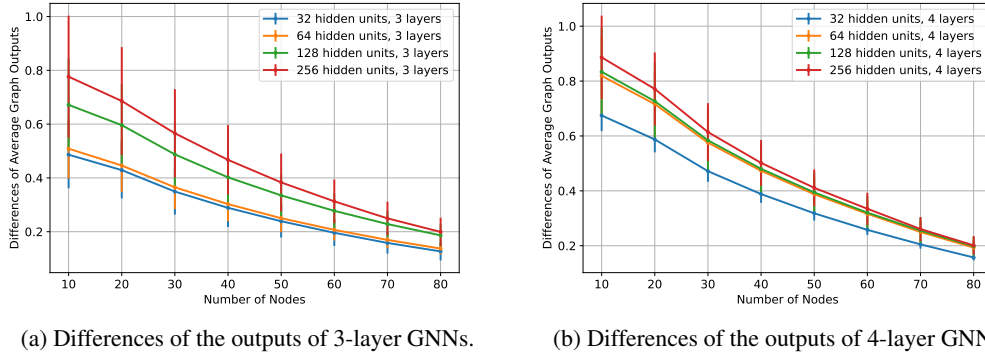 Differences of Average Graph Outputs
1.0
0.8
0.6
0.4
0.2
10 20 30 40 50 60 70 80
Number of Nodes
32 hidden units, 3 layers
64 hidden units, 3 layers
128 hidden units, 3 layers
256 hidden units, 3 layers
(a) Differences of the outputs of 3-layer GNNs.
Differences of Average Graph Outputs
1.0
0.8
0.6
0.4
0.2
10 20 30 40 50 60 70 80
Number of Nodes
32 hidden units, 4 layers
64 hidden units, 4 layers
128 hidden units, 4 layers
256 hidden units, 4 layers
(b) Differences of the outputs of 4-layer GNN